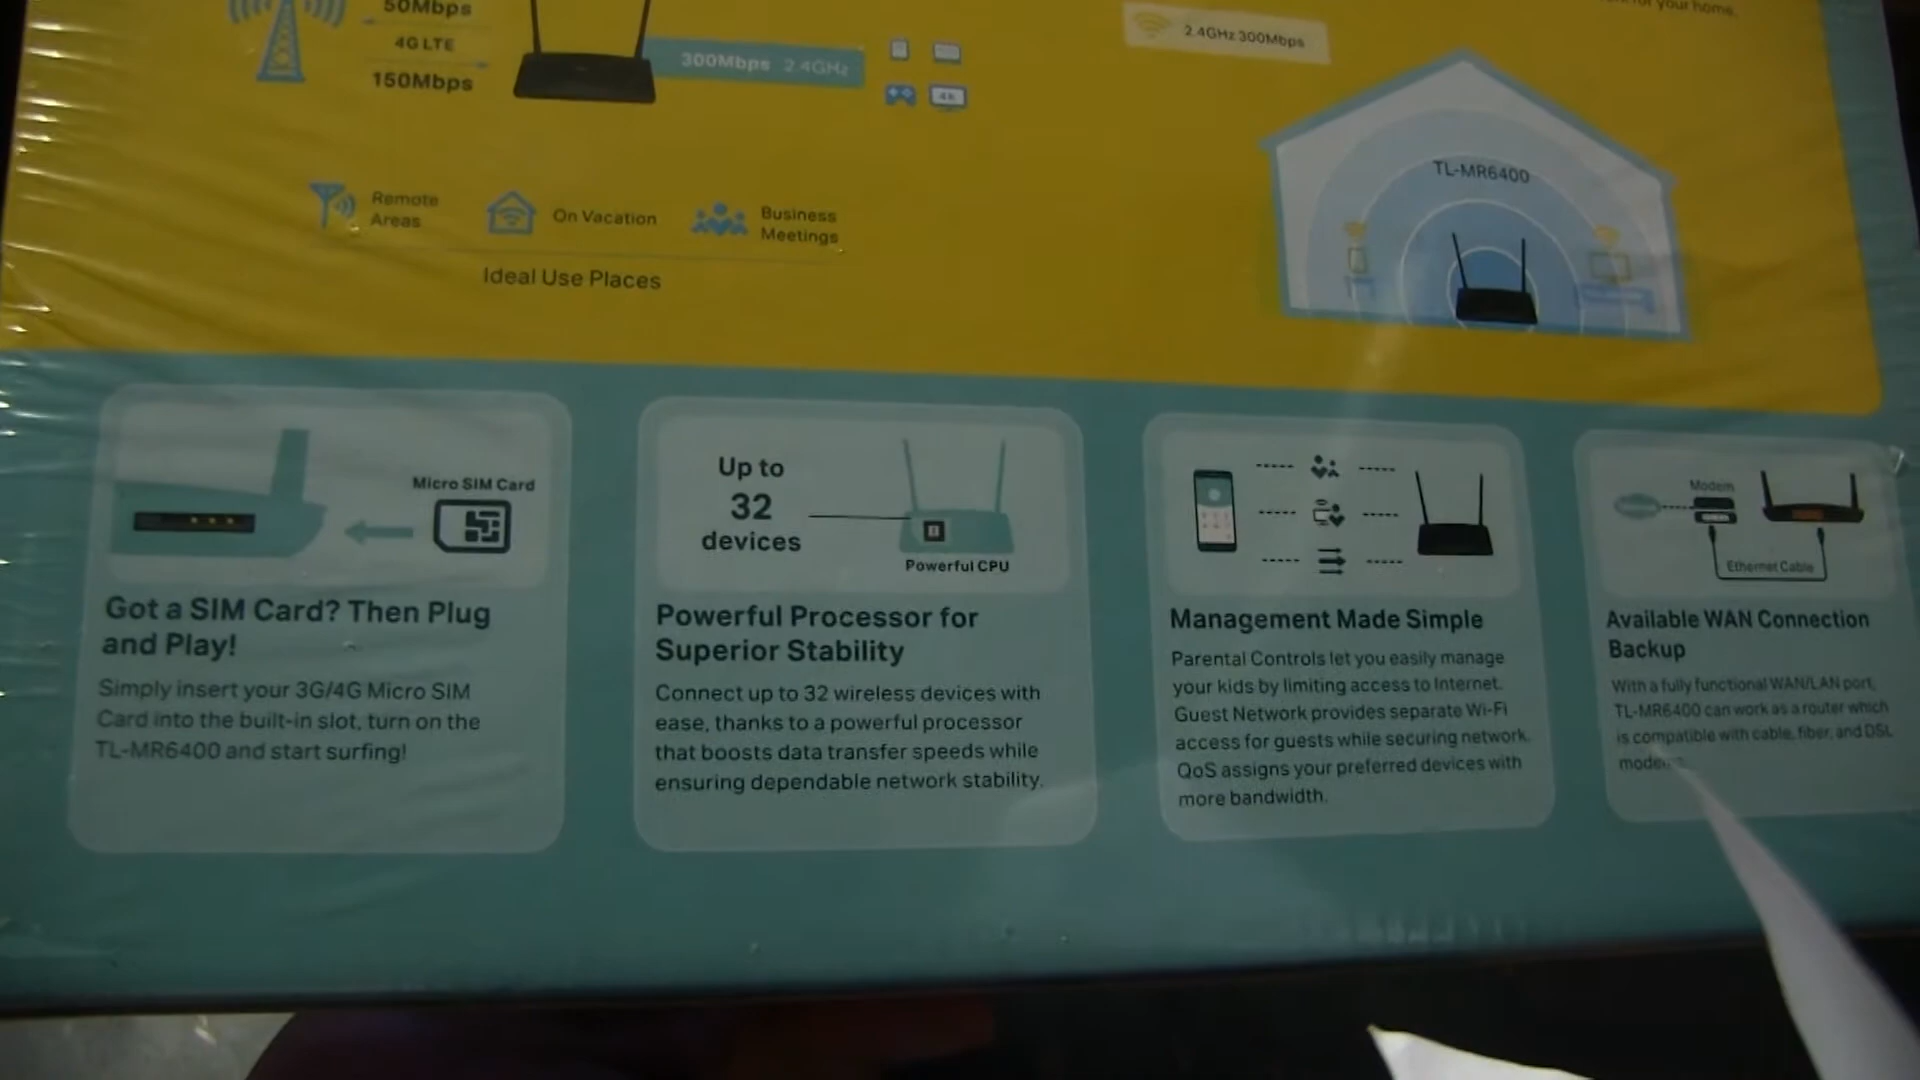 50Mbps
4G LTE
150Mbps
300Mbps 2.4GHz
4K
for your home.
2.4GHz 300Mbps
TL-MR6400
Remote
Areas
On Vacation
Business
Meetings
Ideal Use Places
Micro SIM Card
Got a SIM Card? Then Plug
and Play!
Simply insert your 3G/4G Micro SIM
Card into the built-in slot, turn on the
TL-MR6400 and start surfing!
Up to
32
devices
Powerful CPU
Powerful Processor for
Superior Stability
Connect up to 32 wireless devices with
ease, thanks to a powerful processor
that boosts data transfer speeds while
ensuring dependable network stability.
Management Made Simple
Parental Controls let you easily manage
your kids by limiting access to Internet.
Guest Network provides separate Wi-Fi
access for guests while securing network.
QoS assigns your preferred devices with
more bandwidth.
Modem
Ethernet Cable
Available WAN Connection
Backup
With a fully functional WAN/LAN port,
TL-MR6400 can work as a router which
is compatible with cable, fiber, and DSL